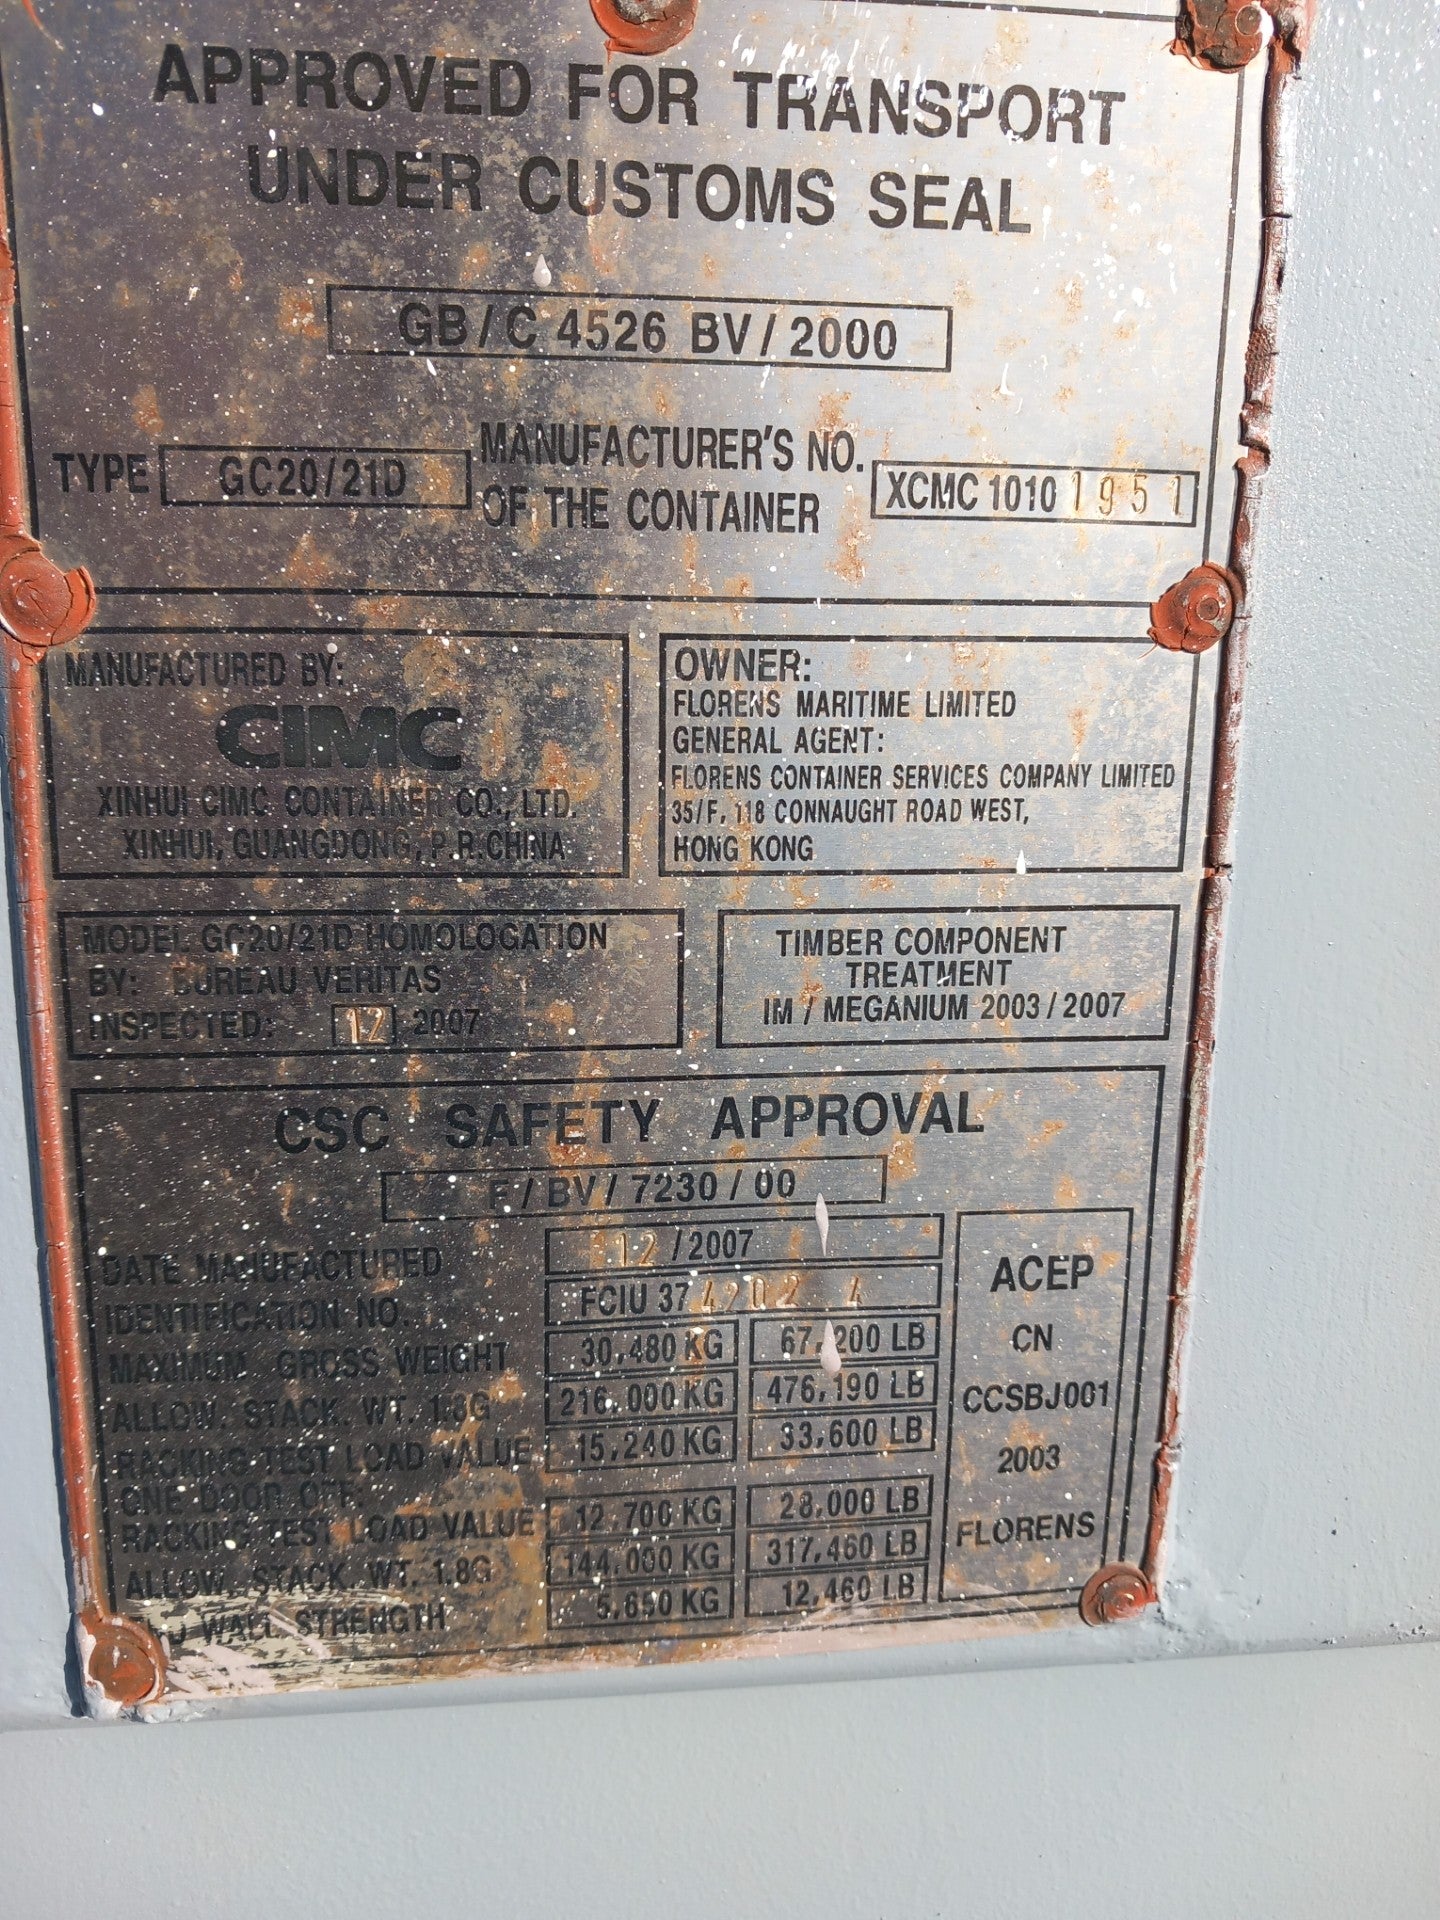 APPROVED FOR TRANSPORT
UNDER CUSTOMS SEAL
GB/C 4526 BV/2000
TYPE GC20/21D
MANUFACTURER'S NO.
OF THE CONTAINER
XCMC 1010 1951
MANUFACTURED BY:
CIMC
XINHUI CIMC CONTAINER CO., LTD.
XINHUI, GUANGDONG, P.R.CHINA
OWNER:
FLORENS MARITIME LIMITED
GENERAL AGENT:
FLORENS CONTAINER SERVICES COMPANY LIMITED
35/F, 118 CONNAUGHT ROAD WEST,
HONG KONG
MODEL GC20/21D HOMOLOGATION
BY: BUREAU VERITAS
INSPECTED: 12 2007
TIMBER COMPONENT
TREATMENT
IM / MEGANIUM 2003/2007
CSC SAFETY APPROVAL
F/BV/7230/00
DATE MANUFACTURED 12/2007
IDENTIFICATION NO. FCIU 37
MAXIMUM GROSS WEIGHT 30,480 KG 67,200 LB
ALLOW. STACK. WT. 1.8G 216,000 KG 476,190 LB
RACKING TEST LOAD VALUE 15,240 KG 33,600 LB
ONE DOOR OFF:
RACKING TEST LOAD VALUE 12,700 KG 28,000 LB
ALLOW. STACK. WT. 1.8G 144,000 KG 317,460 LB
WALL STRENGTH 5,650 KG 12,460 LB
ACEP
CN
CCSBJ001
2003
FLORENS